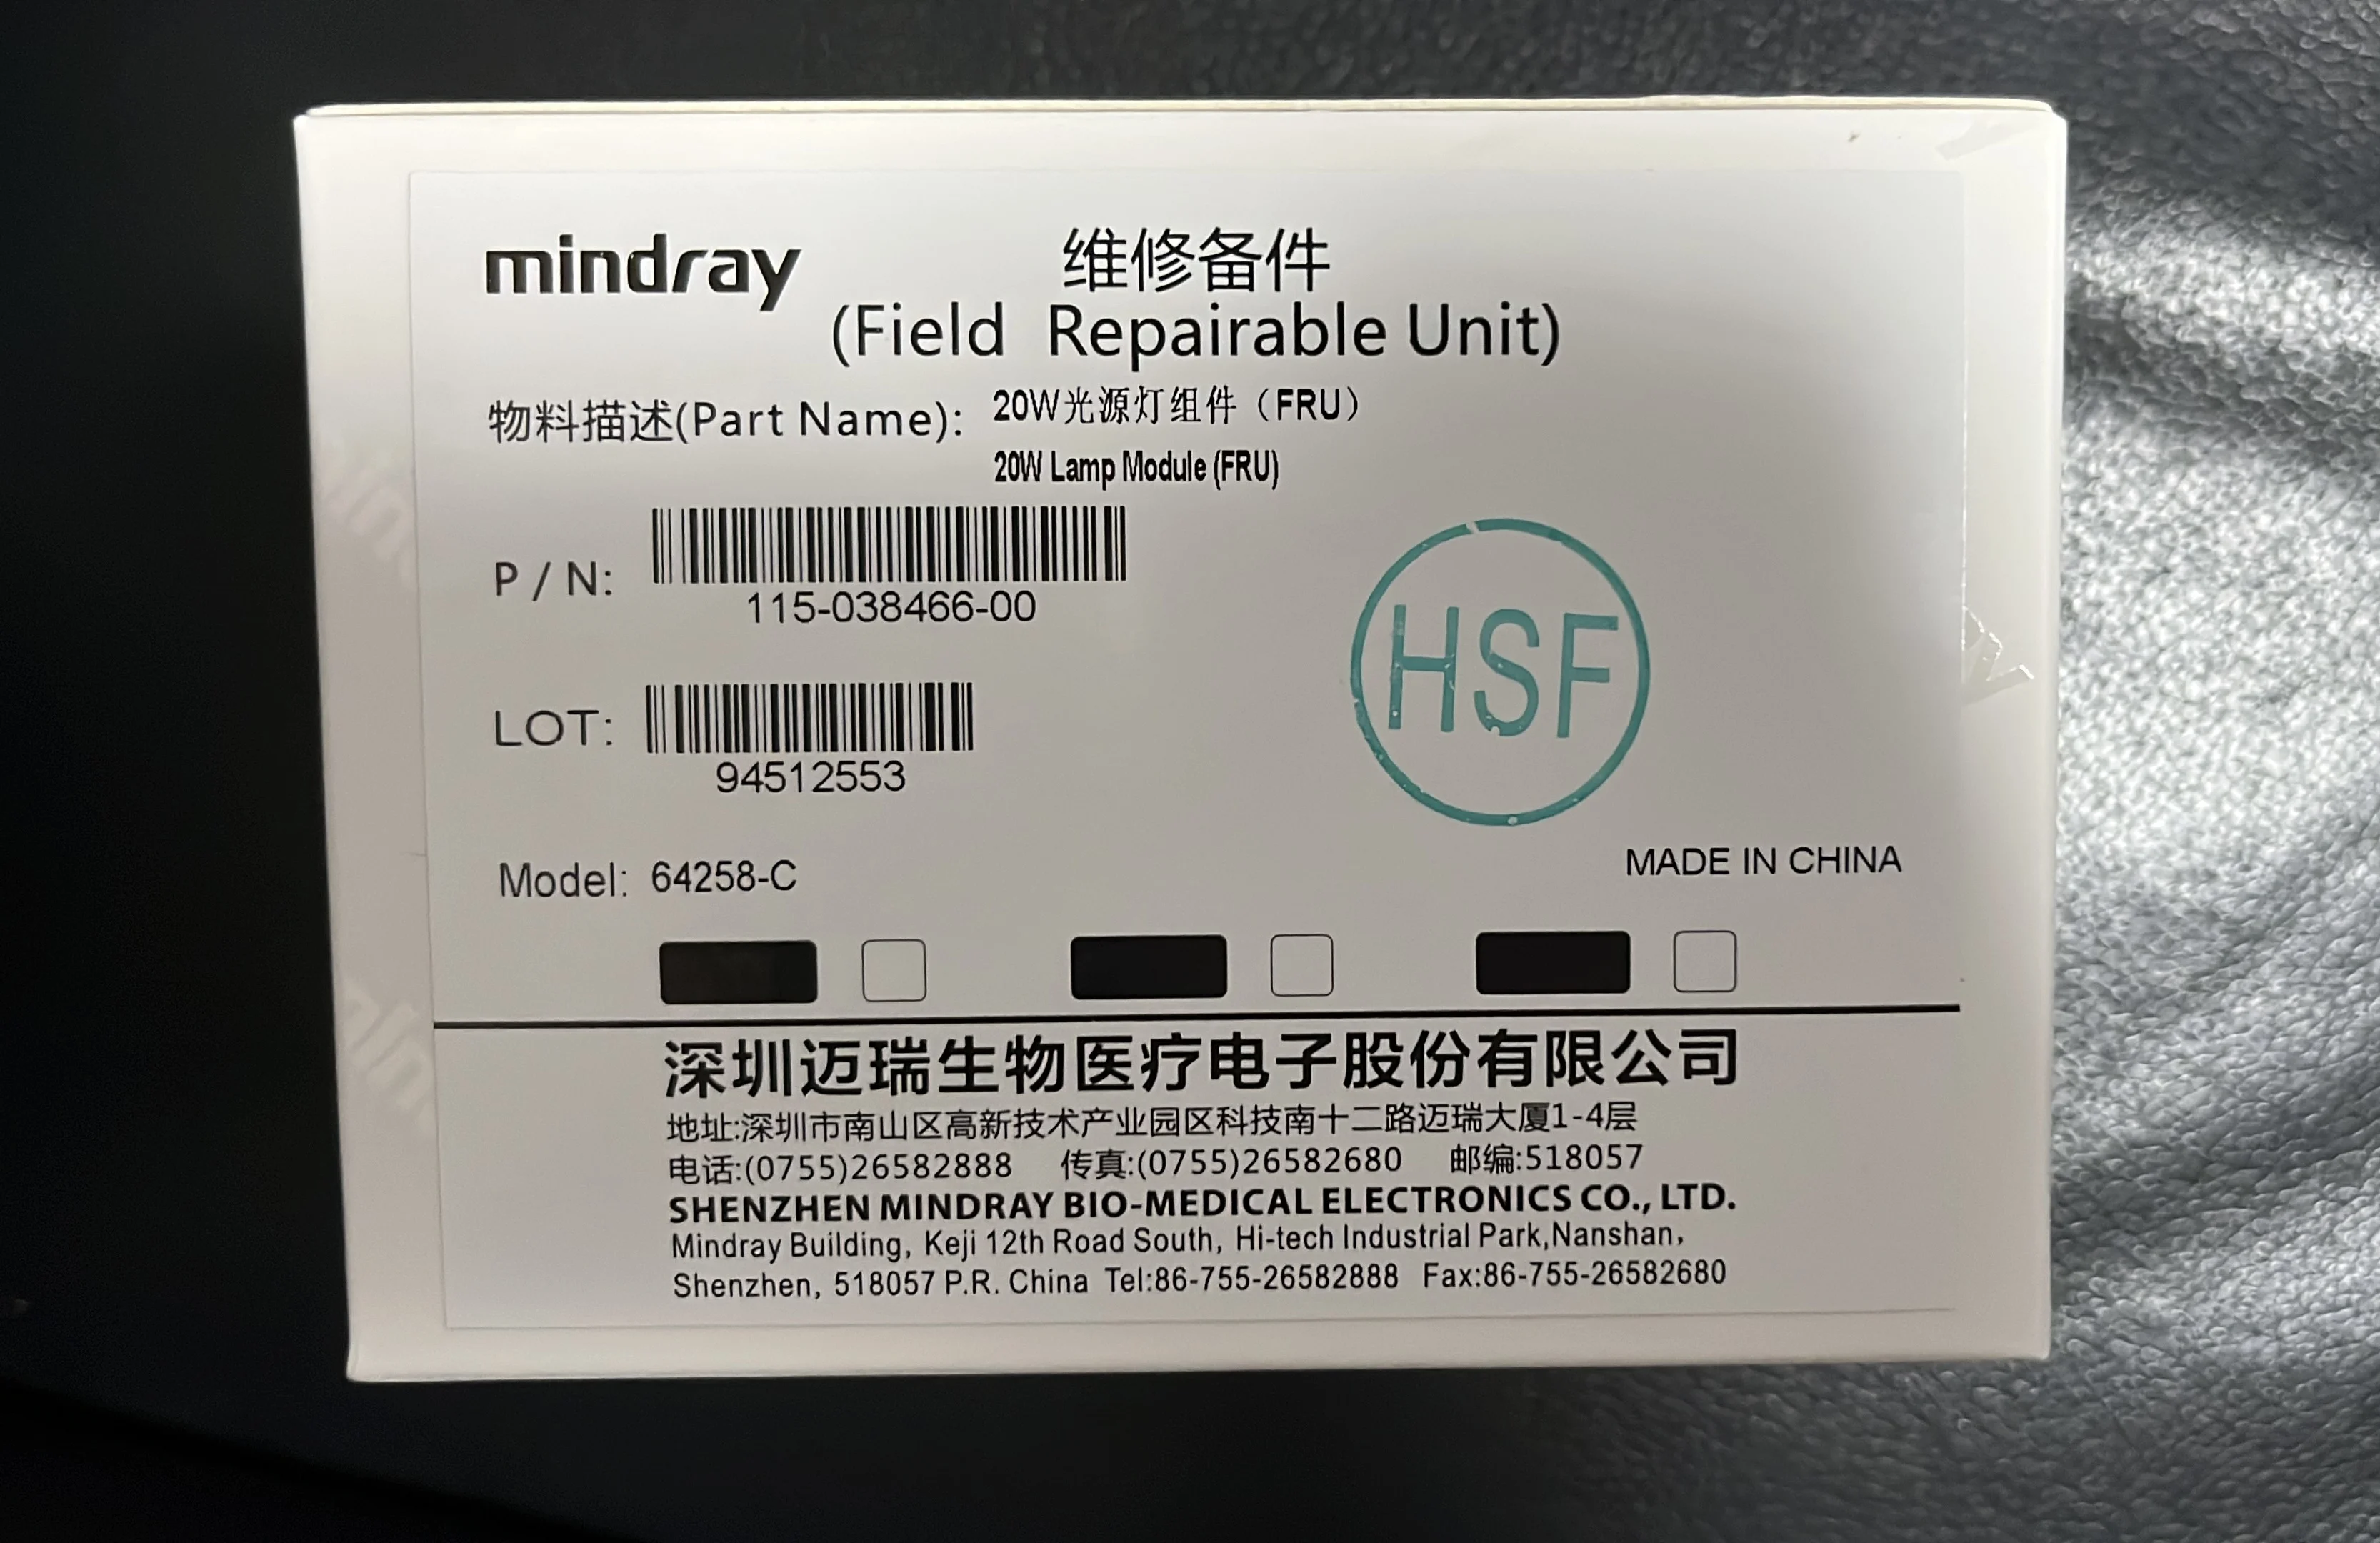 mindray
维修备件
(Field Repairable Unit)
物料描述(Part Name): 20W光源灯组件（FRU）
20W Lamp Module (FRU)
P / N:
115-038466-00
HSF
LOT:
94512553
MADE IN CHINA
Model: 64258-C
深圳迈瑞生物医疗电子股份有限公司
地址:深圳市南山区高新技术产业园区科技南十二路迈瑞大厦1-4层
电话:(0755)26582888 传真:(0755)26582680 邮编:518057
SHENZHEN MINDRAY BIO-MEDICAL ELECTRONICS CO., LTD.
Mindray Building, Keji 12th Road South, Hi-tech Industrial Park,Nanshan,
Shenzhen, 518057 P.R. China Tel:86-755-26582888 Fax:86-755-26582680